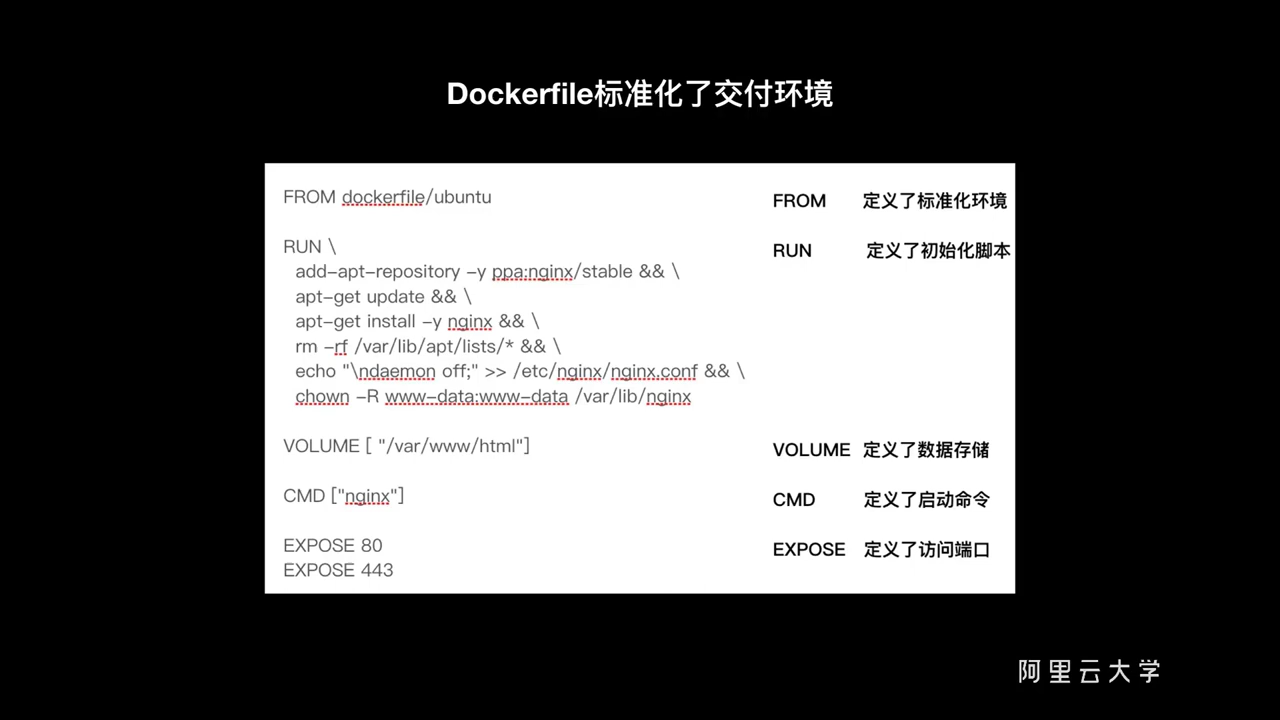 Dockerfile标准化了交付环境
FROM dockerfile/ubuntu
FROM 定义了标准化环境
RUN \
RUN 定义了初始化脚本
add-apt-repository -y ppa:nginx/stable && \
apt-get update && \
apt-get install -y nginx && \
rm -rf /var/lib/apt/lists/* && \
echo "\ndaemon off;" >> /etc/nginx/nginx.conf && \
chown -R www-data:www-data /var/lib/nginx
VOLUME [ "/var/www/html"]
VOLUME 定义了数据存储
CMD ["nginx"]
CMD 定义了启动命令
EXPOSE 80
EXPOSE 定义了访问端口
EXPOSE 443
阿里云大学